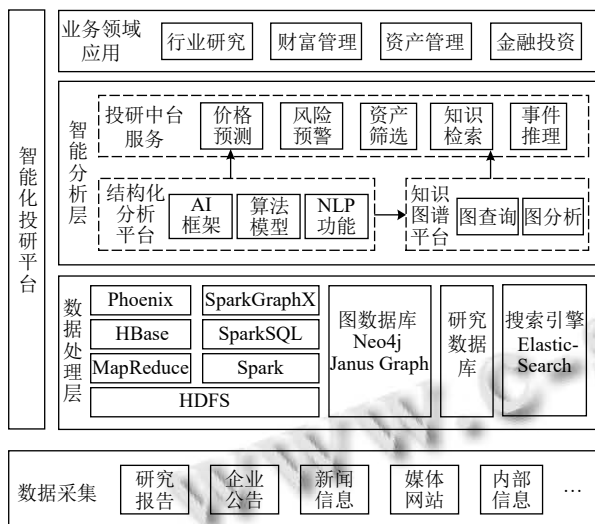 业务领域
应用
行业研究
财富管理
资产管理
金融投资
智能化投研平台
智能分析层
投研中台
服务
价格
预测
风险
预警
资产
筛选
知识
检索
事件
推理
结构化
分析
平台
AI
框架
算法
模型
NLP
功能
知识
图谱
平台
图查询
图分析
数据处理层
Phoenix
SparkGraphX
HBase
SparkSQL
MapReduce
Spark
HDFS
图数据库
Neo4j
Janus Graph
研究
数据
库
搜索引擎
Elastic-
Search
数据采集
研究
报告
企业
公告
新闻
信息
媒体
网站
内部
信息
…